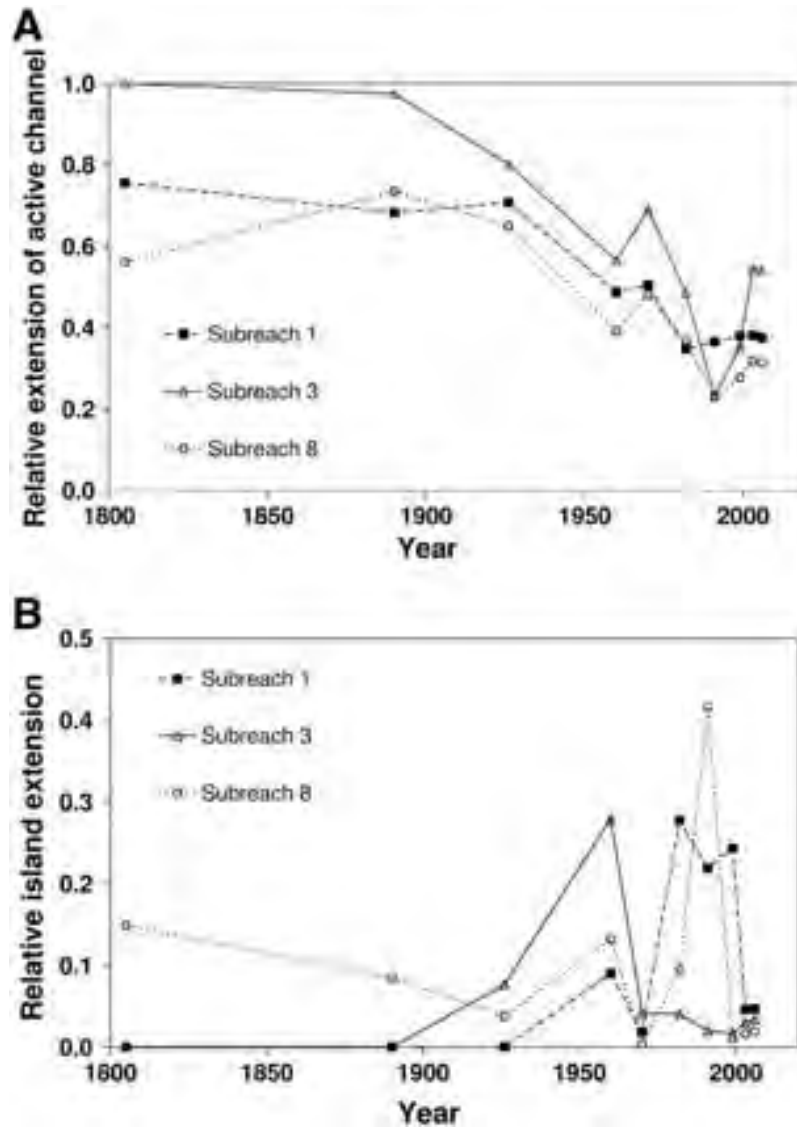 A
Relative extension of active channel
1.0
0.8
0.6
0.4
0.2
0.0
Subreach 1
Subreach 3
Subreach 8
1800 1850 1900 1950 2000
Year
B
Relative island extension
0.5
0.4
0.3
0.2
0.1
0.0
Subreach 1
Subreach 3
Subreach 8
1800 1850 1900 1950 2000
Year